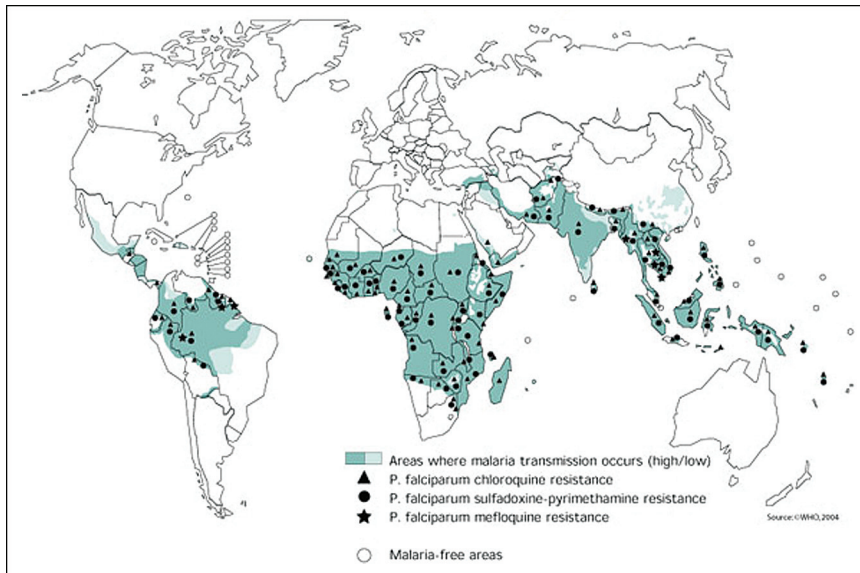 Areas where malaria transmission occurs (high/low)
P. falciparum chloroquine resistance
P. falciparum sulfadoxine-pyrimethamine resistance
P. falciparum mefloquine resistance
Malaria-free areas
Source:©WHO,2004